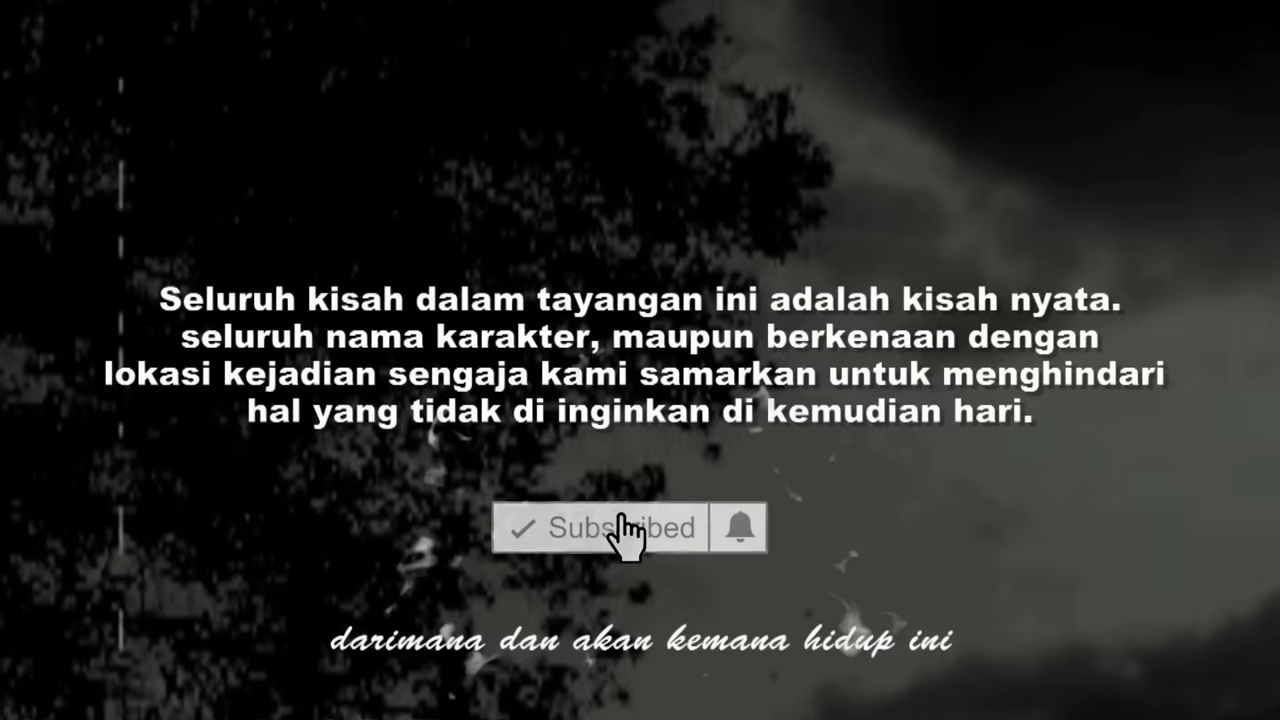 Seluruh kisah dalam tayangan ini adalah kisah nyata.
seluruh nama karakter, maupun berkenaan dengan
lokasi kejadian sengaja kami samarkan untuk menghindari
hal yang tidak di inginkan di kemudian hari.
Subscribed
darimana dan akan kemana hidup ini